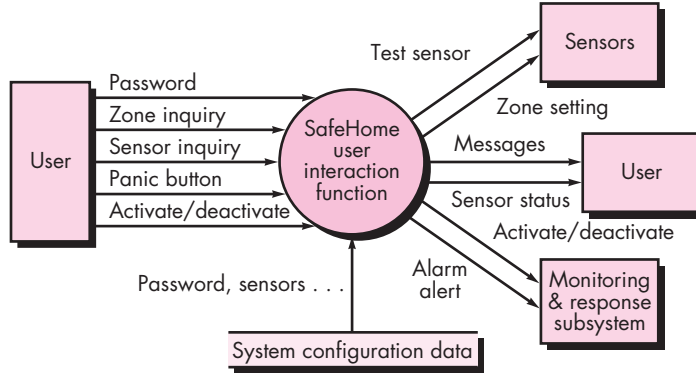 Test sensor
Sensors
Password
Zone inquiry
Sensor inquiry
Panic button
Activate/deactivate
User
SafeHome
user
interaction
function
Zone setting
Messages
User
Sensor status
Activate/deactivate
Alarm
alert
Monitoring
& response
subsystem
Password, sensors . . .
System configuration data